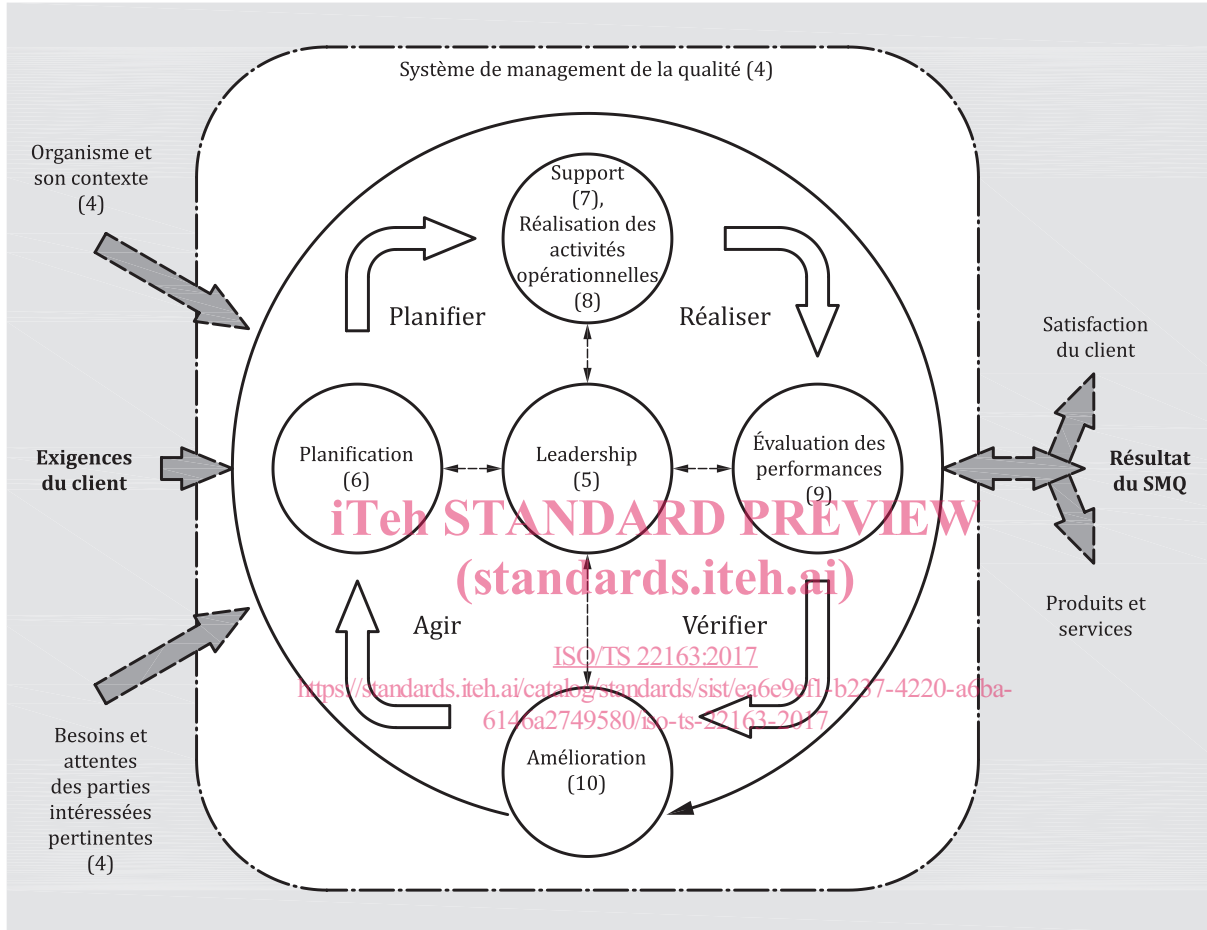 Système de management de la qualité (4)
Organisme et
son contexte
(4)
Support
(7),
Réalisation des
activités
opérationnelles
(8)
Planifier
Réaliser
Satisfaction
du client
Exigences
du client
Planification
(6)
Leadership
(5)
Évaluation des
performances
(9)
Résultat
du SMQ
iTeh STANDARD PREVIEW
(standards.iteh.ai)
Agir
Vérifier
Produits et
services
ISO/TS 22163:2017
https://standards.iteh.ai/catalog/standards/sist/ea6e9ef1-b237-4220-a6ba-
6146a2749580/iso-ts-22163-2017
Besoins et
attentes
des parties
intéressées
pertinentes
(4)
Amélioration
(10)